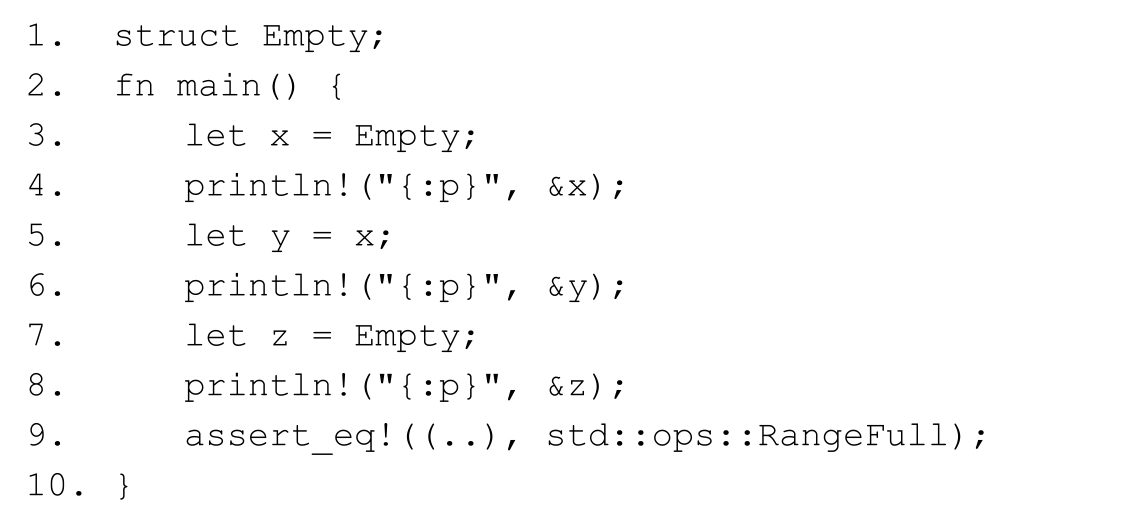 1. struct Empty;
2. fn main() {
3.     let x = Empty;
4.     println!("{:p}", &x);
5.     let y = x;
6.     println!("{:p}", &y);
7.     let z = Empty;
8.     println!("{:p}", &z);
9.     assert_eq!((..), std::ops::RangeFull);
10. }